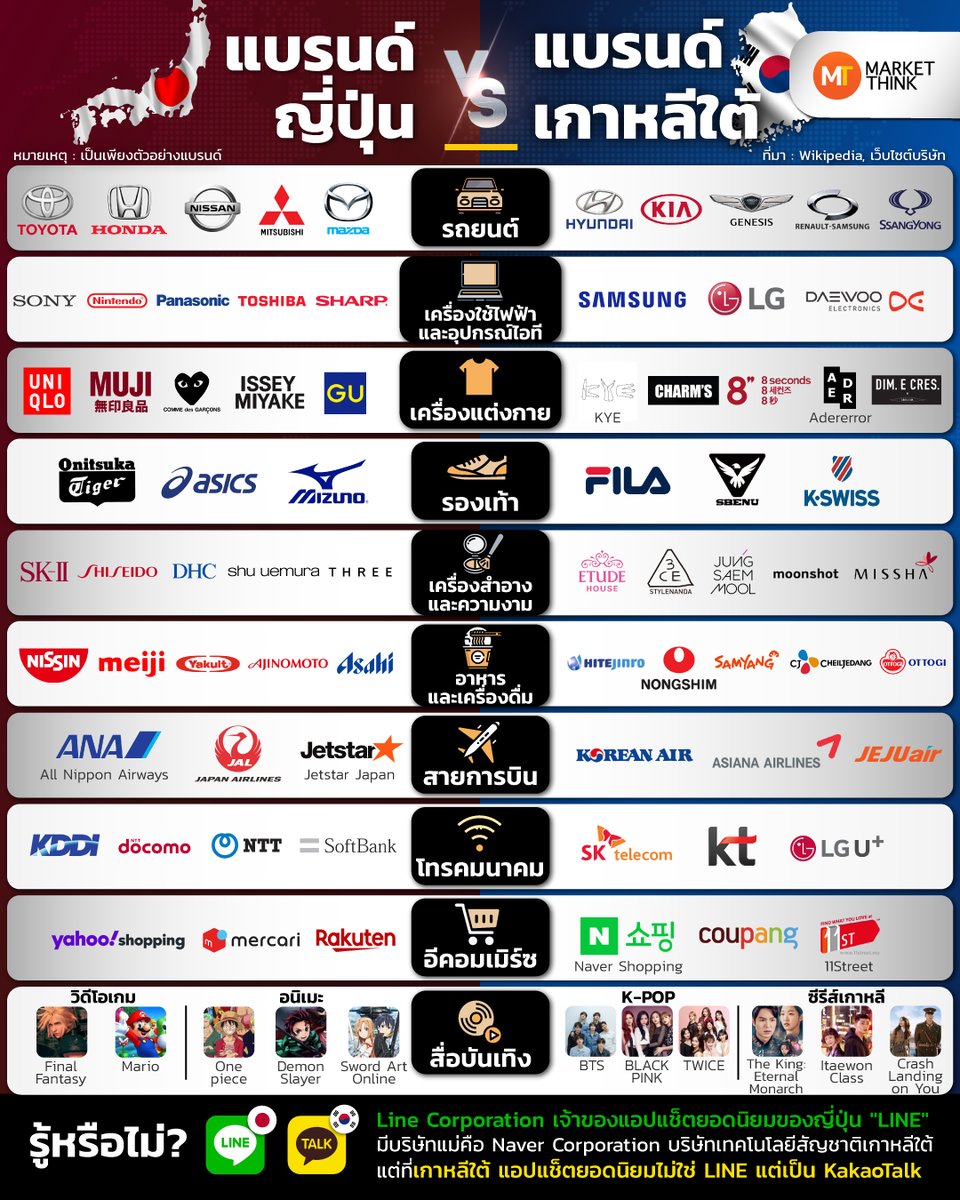 แบรนด์
ญี่ปุ่น
VS
แบรนด์
เกาหลีใต้
MT MARKET
THINK
หมายเหตุ : เป็นเพียงตัวอย่างแบรนด์
ที่มา : Wikipedia, เว็บไซต์บริษัท
TOYOTA HONDA NISSAN MITSUBISHI mazda
รถยนต์
HYUNDAI KIA GENESIS RENAULT-SAMSUNG SSANGYONG
SONY Nintendo Panasonic TOSHIBA SHARP
เครื่องใช้ไฟฟ้า
และอุปกรณ์ไอที
SAMSUNG LG DAEWOO
ELECTRONICS
UNI
QLO
MUJI
無印良品
COMME des GARÇONS
ISSEY
MIYAKE
GU
เครื่องแต่งกาย
KYE
CHARM'S
8"
8 seconds
8 세컨즈
8 秒
ADER
Adererror
DIM. E CRES.
Onitsuka
Tiger
asics
MIZUNO
รองเท้า
FILA
SBENU
K·SWISS
SK-II SHISEIDO DHC shu uemura THREE
เครื่องสำอาง
และความงาม
ETUDE
HOUSE
3
CE
STYLENANDA
JUNG
SAEM
MOOL
moonshot
MISSHA
NISSIN meiji Yakult AJINOMOTO Asahi
อาหาร
และเครื่องดื่ม
HITEJINRO
NONGSHIM
SAMYANG
CJ CHEILJEDANG
OTTOGI OTTOGI
ANA
All Nippon Airways
JAL
JAPAN AIRLINES
Jetstar
Jetstar Japan
สายการบิน
KOREAN AIR
ASIANA AIRLINES
JEJUair
KDDI
NTT
docomo
NTT
SoftBank
โทรคมนาคม
SK telecom
kt
LG U+
yahoo!shopping
mercari
Rakuten
อีคอมเมิร์ซ
N 쇼핑
Naver Shopping
coupang
FIND WHAT YOU LOVE at
11ST
11Street
วิดีโอเกม
Final
Fantasy
Mario
อนิเมะ
One
piece
Demon
Slayer
Sword Art
Online
สื่อบันเทิง
K-POP
BTS
BLACK
PINK
TWICE
ซีรีส์เกาหลี
The King:
Eternal
Monarch
Itaewon
Class
Crash
Landing
on You
รู้หรือไม่?
LINE
TALK
Line Corporation เจ้าของแอปแช็ตยอดนิยมของญี่ปุ่น "LINE"
มีบริษัทแม่คือ Naver Corporation บริษัทเทคโนโลยีสัญชาติเกาหลีใต้
แต่ที่เกาหลีใต้ แอปแช็ตยอดนิยมไม่ใช่ LINE แต่เป็น KakaoTalk